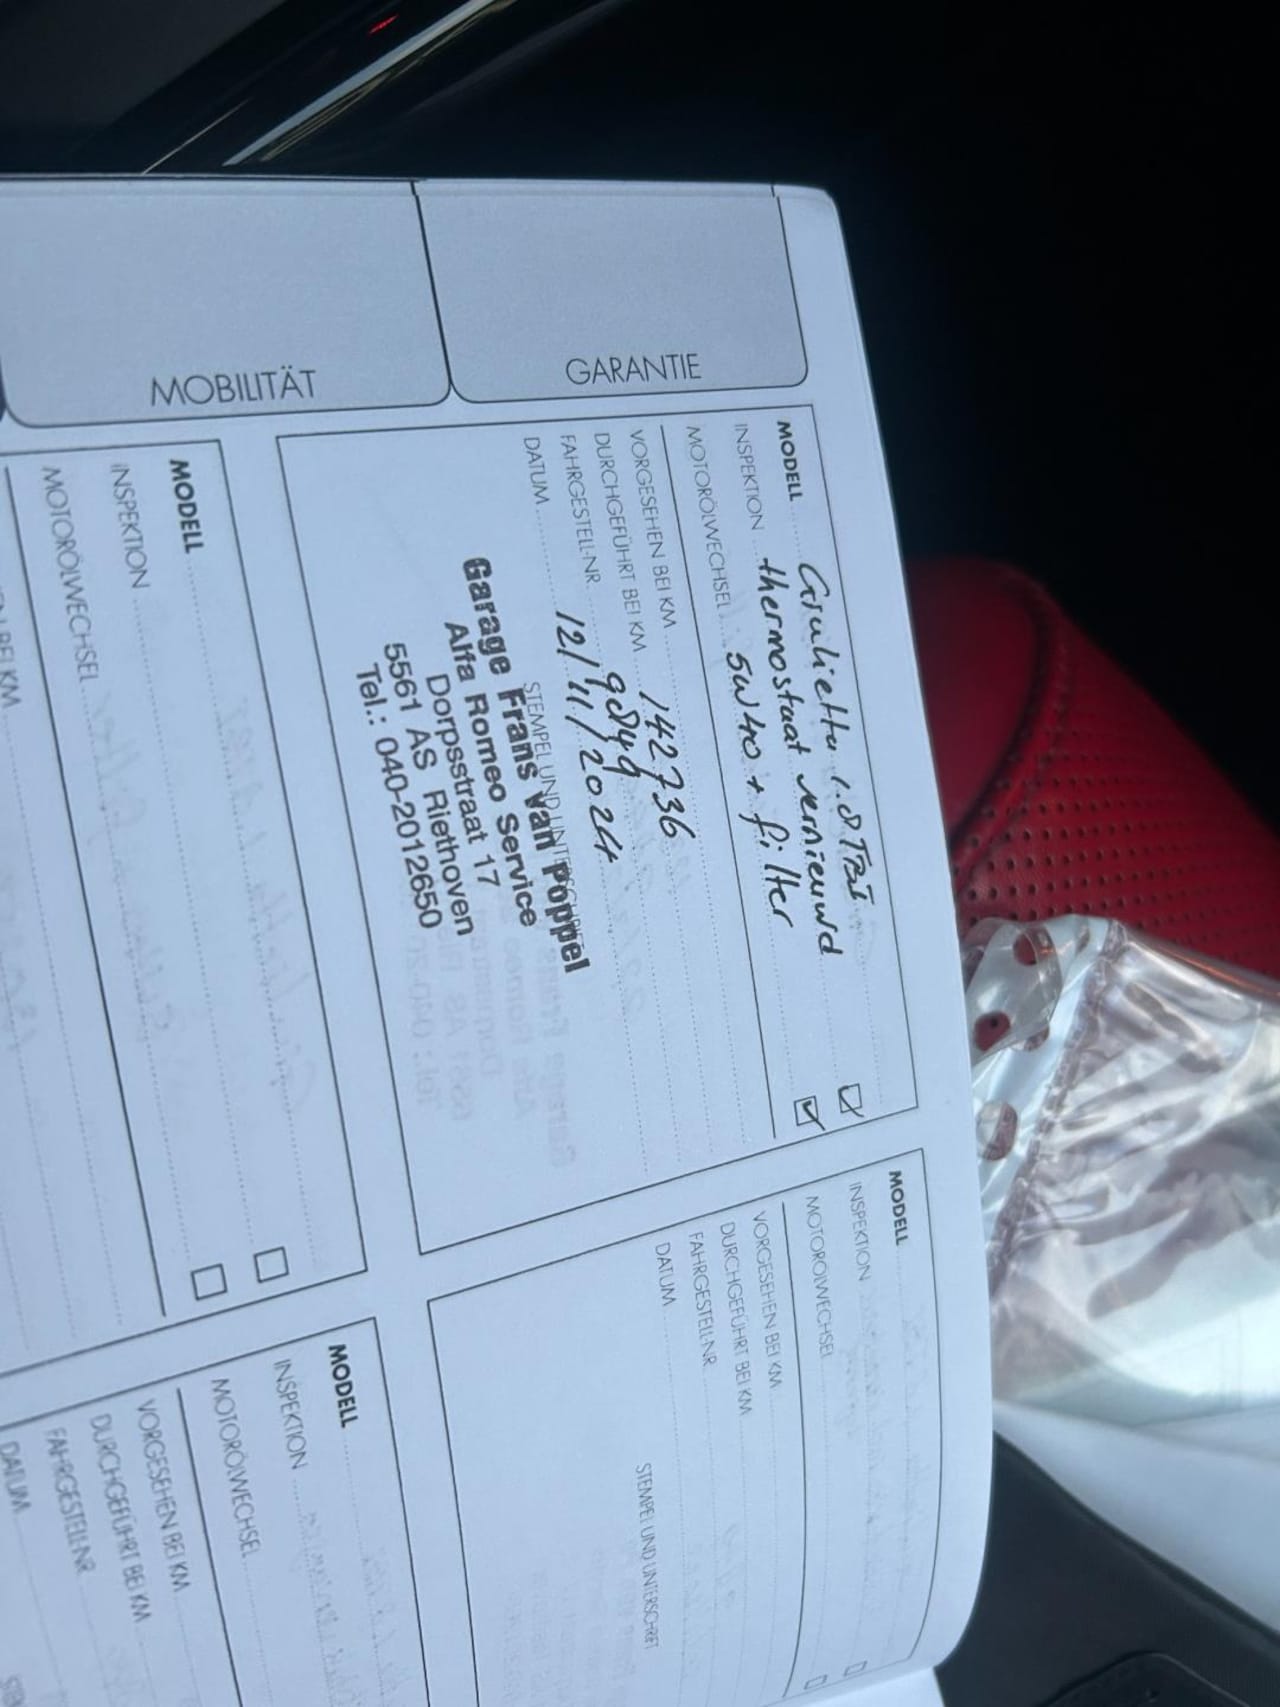 GARANTIE
MOBILITÄT
MODELL Giulietta 1.8 TBI
INSPEKTION thermostaat vernieuwd
MOTORÖLWECHSEL 5W40 + filter
VORGESEHEN BEI KM
DURCHGEFÜHRT BEI KM 142736
FAHRGESTELL-NR.
DATUM 12/11/2024
STEMPEL UND UNTERSCHRIFT
Garage Frans van Poppel
Alfa Romeo Service
Dorpsstraat 17
5561 AS Riethoven
Tel.: 040-2012650
MODELL
INSPEKTION
MOTORÖLWECHSEL
VORGESEHEN BEI KM
DURCHGEFÜHRT BEI KM
FAHRGESTELL-NR.
DATUM
STEMPEL UND UNTERSCHRIFT
MODELL
INSPEKTION
MOTORÖLWECHSEL
BEI KM
MODELL
INSPEKTION
MOTORÖLWECHSEL
VORGESEHEN BEI KM
DURCHGEFÜHRT BEI KM
FAHRGESTELL-NR.
DATUM